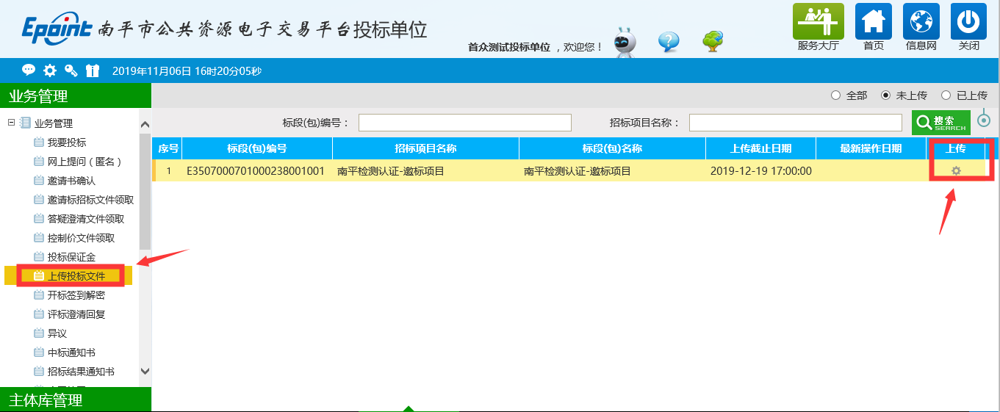 Epoint 南平市公共资源电子交易平台投标单位
首众测试投标单位 ，欢迎您！
服务大厅 首页 信息网 关闭
2019年11月06日 16时20分05秒
业务管理
全部 未上传 已上传
业务管理
我要投标
网上提问（匿名）
邀请书确认
邀请标招标文件领取
答疑澄清文件领取
控制价文件领取
投标保证金
上传投标文件
开标签到解密
评标澄清回复
异议
中标通知书
招标结果通知书
主体库管理
标段(包)编号： 招标项目名称： 搜索 SEARCH
序号 标段(包)编号 招标项目名称 标段(包)名称 上传截止日期 最新操作日期 上传
1 E3507000701000238001001 南平检测认证-邀标项目 南平检测认证-邀标项目 2019-12-19 17:00:00